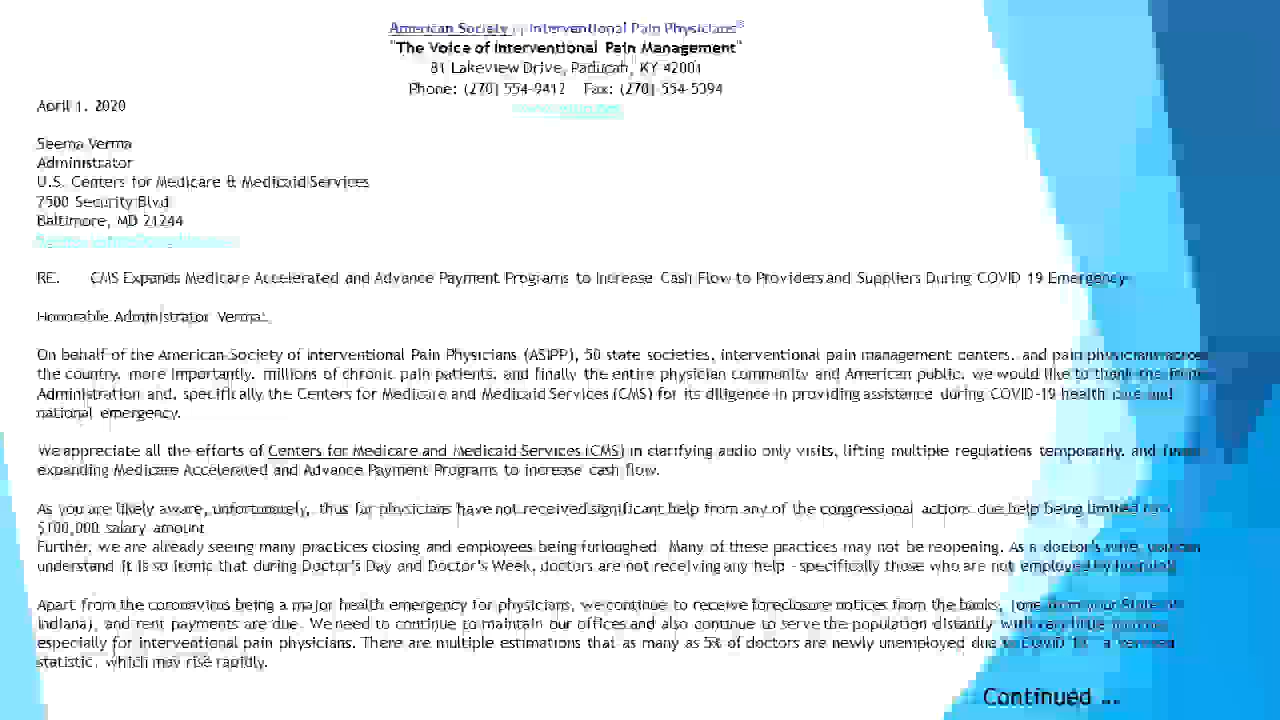 American Society of Interventional Pain Physicians®
"The Voice of Interventional Pain Management"
81 Lakeview Drive, Paducah, KY 42001
Phone: (270) 554-9412 Fax: (270) 554-5394
April 1, 2020
Seema Verma
Administrator
U.S. Centers for Medicare & Medicaid Services
7500 Security Blvd
Baltimore, MD 21244
RE: CMS Expands Medicare Accelerated and Advance Payment Programs to Increase Cash Flow to Providers and Suppliers During COVID 19 Emergency
Honorable Administrator Verma:
On behalf of the American Society of Interventional Pain Physicians (ASIPP), 50 state societies, interventional pain management centers, and pain physicians across
the country, more importantly, millions of chronic pain patients, and finally the entire physician community and American public, we would like to thank the
Administration and, specifically the Centers for Medicare and Medicaid Services (CMS) for its diligence in providing assistance during COVID-19 health care and
national emergency.
We appreciate all the efforts of Centers for Medicare and Medicaid Services (CMS) in clarifying audio only visits, lifting multiple regulations temporarily, and
expanding Medicare Accelerated and Advance Payment Programs to increase cash flow.
As you are likely aware, unfortunately, thus far physicians have not received significant help from any of the congressional actions due help being limited to
$100,000 salary amount
Further, we are already seeing many practices closing and employees being furloughed Many of these practices may not be reopening. As a doctor's wife, you can
understand it is so ironic that during Doctor's Day and Doctor's Week, doctors are not receiving any help - specifically those who are not employed by hospitals
Apart from the coronavirus being a major health emergency for physicians, we continue to receive foreclosure notices from the banks, (one from your State of
Indiana), and rent payments are due. We need to continue to maintain our offices and also continue to serve the population distantly with very little income,
especially for interventional pain physicians. There are multiple estimations that as many as 5% of doctors are newly unemployed due to COVID 19 - a
statistic, which may rise rapidly.
Continued ...